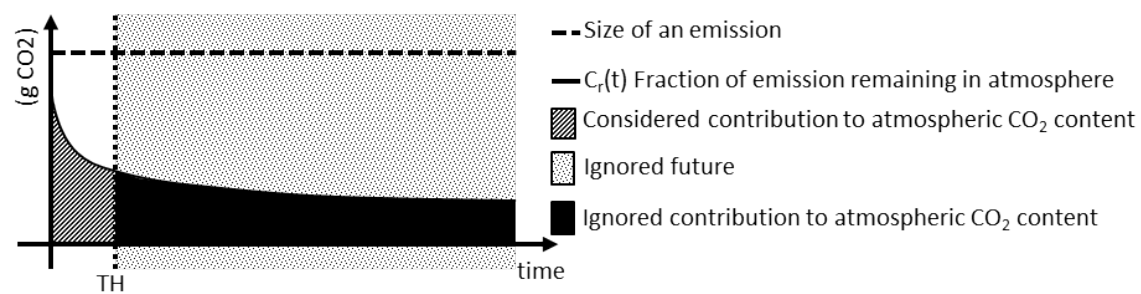 (g CO2)
Size of an emission
Cr(t) Fraction of emission remaining in atmosphere
Considered contribution to atmospheric CO2 content
Ignored future
Ignored contribution to atmospheric CO2 content
time
TH